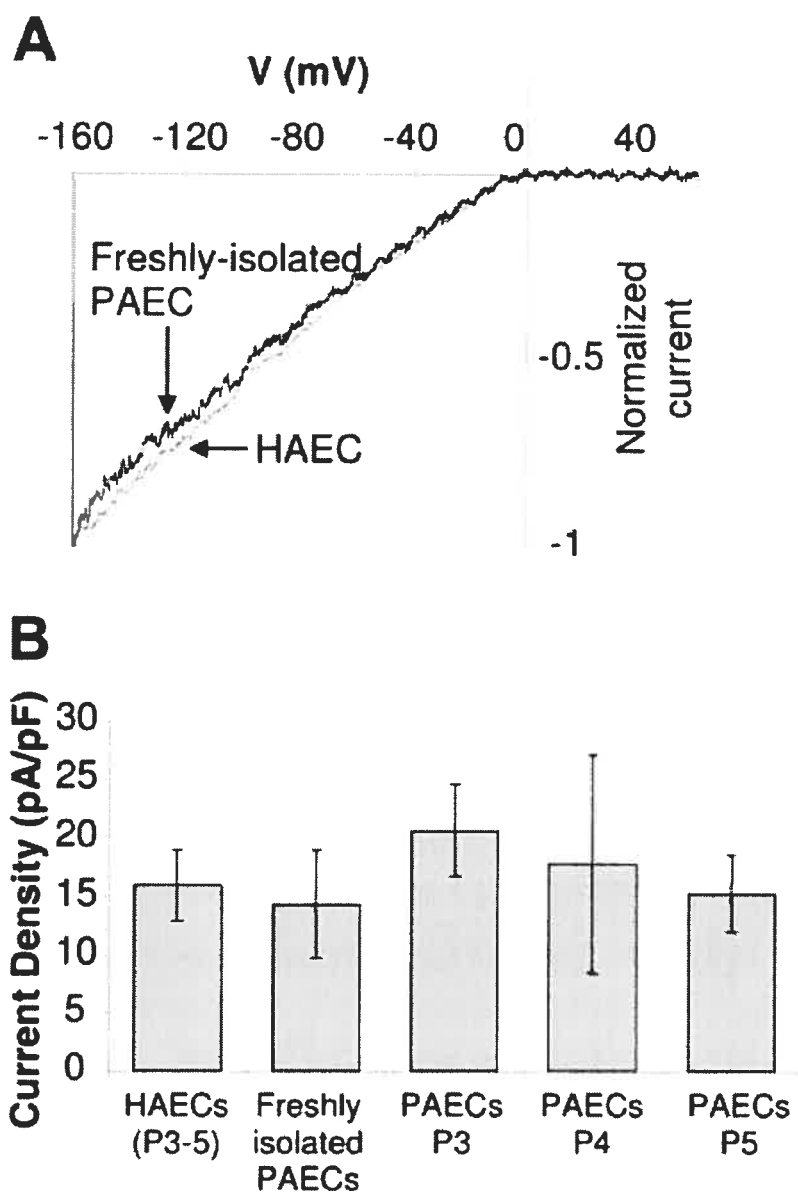 A
V (mV)
-160 -120 -80 -40 0 40
Freshly-isolated
PAEC
HAEC
-0.5
-1
Normalized
current
B
Current Density (pA/pF)
30
25
20
15
10
5
0
HAECs
(P3-5)
Freshly
isolated
PAECs
PAECs
P3
PAECs
P4
PAECs
P5